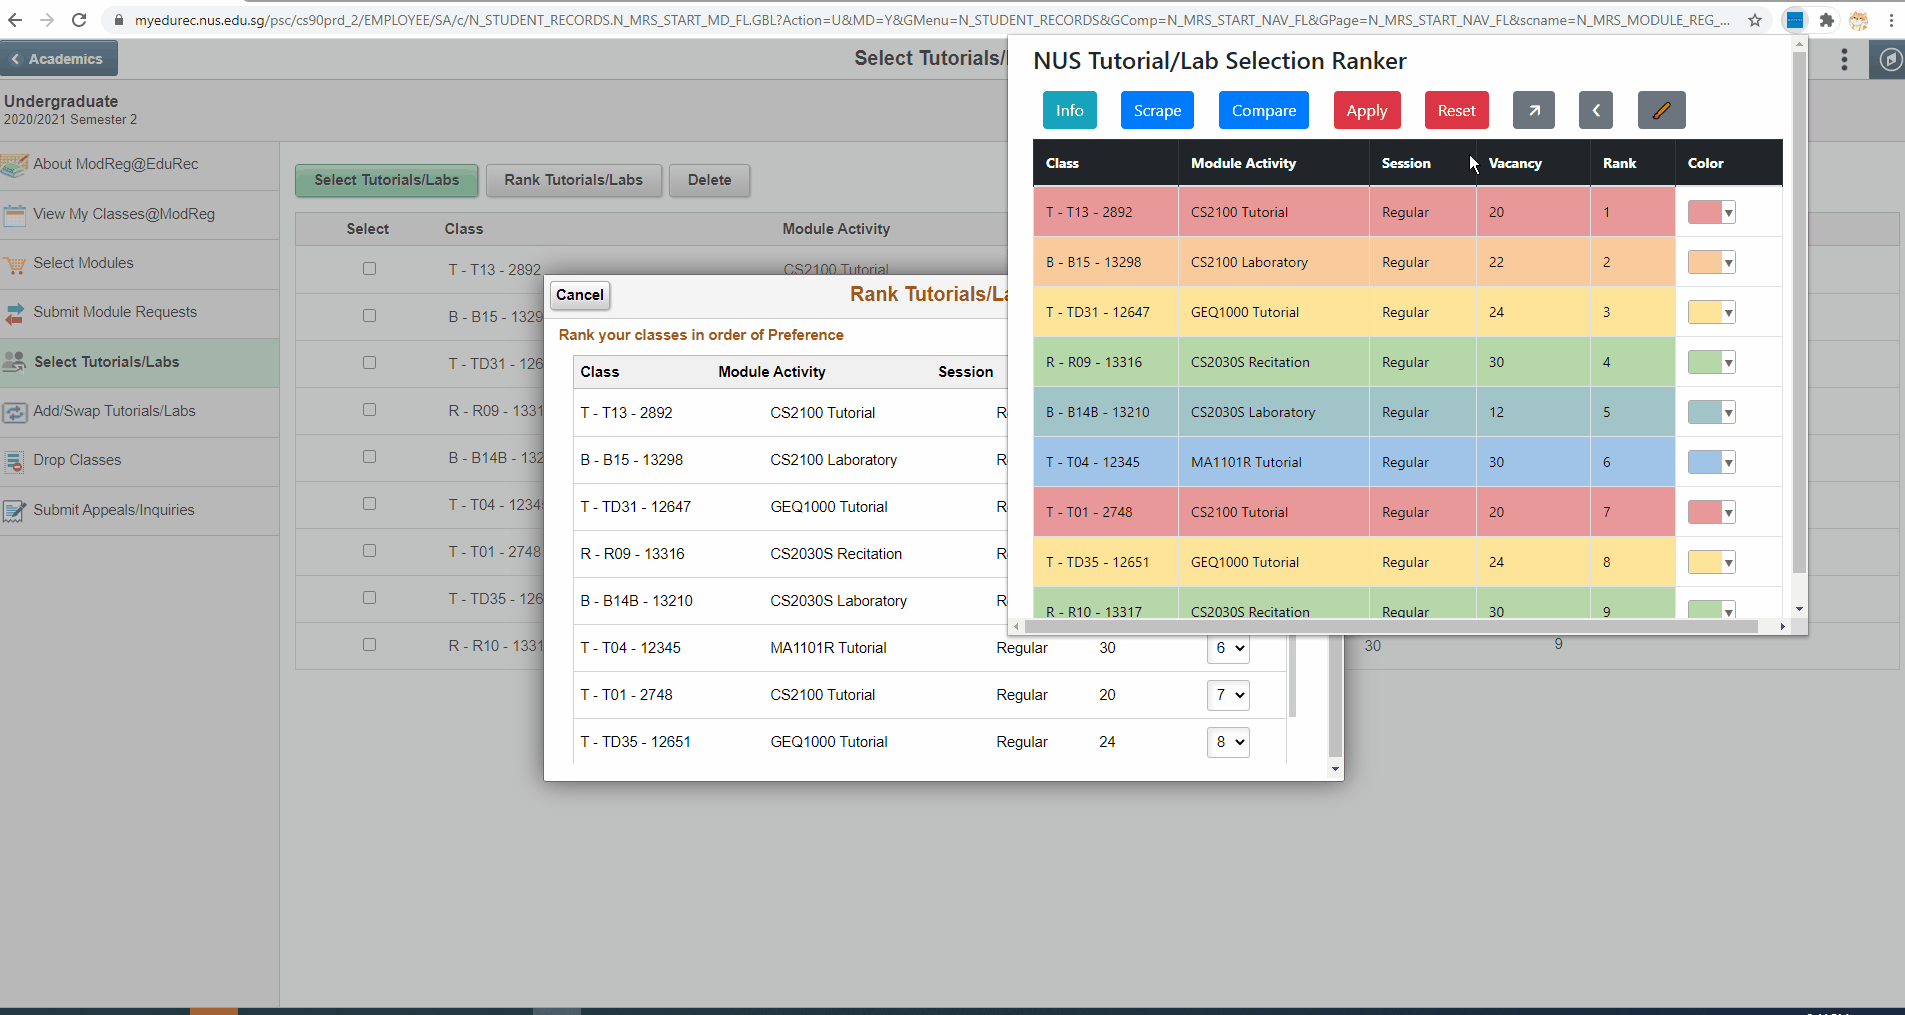 myedurec.nus.edu.sg/psc/cs90prd_2/EMPLOYEE/SA/c/N_STUDENT_RECORDS.N_MRS_START_MD_FL.GBL?Action=U&MD=Y&GMenu=N_STUDENT_RECORDS&GComp=N_MRS_START_NAV_FL&GPage=N_MRS_START_NAV_FL&scname=N_MRS_MODULE_REG_...
Academics
Select Tutorials/
Undergraduate
2020/2021 Semester 2
About ModReg@EduRec
View My Classes@ModReg
Select Modules
Submit Module Requests
Select Tutorials/Labs
Add/Swap Tutorials/Labs
Drop Classes
Submit Appeals/Inquiries
Select Tutorials/Labs Rank Tutorials/Labs Delete
Select Class Module Activity
T - T13 - 2892 CS2100 Tutorial
B - B15 - 1329
T - TD31 - 126
R - R09 - 1331
B - B14B - 132
T - T04 - 1234
T - T01 - 2748
T - TD35 - 126
R - R10 - 1331 30 9
Cancel Rank Tutorials/La
Rank your classes in order of Preference
Class Module Activity Session
T - T13 - 2892 CS2100 Tutorial R
B - B15 - 13298 CS2100 Laboratory R
T - TD31 - 12647 GEQ1000 Tutorial R
R - R09 - 13316 CS2030S Recitation R
B - B14B - 13210 CS2030S Laboratory R
T - T04 - 12345 MA1101R Tutorial Regular 30 6
T - T01 - 2748 CS2100 Tutorial Regular 20 7
T - TD35 - 12651 GEQ1000 Tutorial Regular 24 8
NUS Tutorial/Lab Selection Ranker
Info Scrape Compare Apply Reset
Class Module Activity Session Vacancy Rank Color
T - T13 - 2892 CS2100 Tutorial Regular 20 1
B - B15 - 13298 CS2100 Laboratory Regular 22 2
T - TD31 - 12647 GEQ1000 Tutorial Regular 24 3
R - R09 - 13316 CS2030S Recitation Regular 30 4
B - B14B - 13210 CS2030S Laboratory Regular 12 5
T - T04 - 12345 MA1101R Tutorial Regular 30 6
T - T01 - 2748 CS2100 Tutorial Regular 20 7
T - TD35 - 12651 GEQ1000 Tutorial Regular 24 8
R - R10 - 13317 CS2030S Recitation Regular 30 9